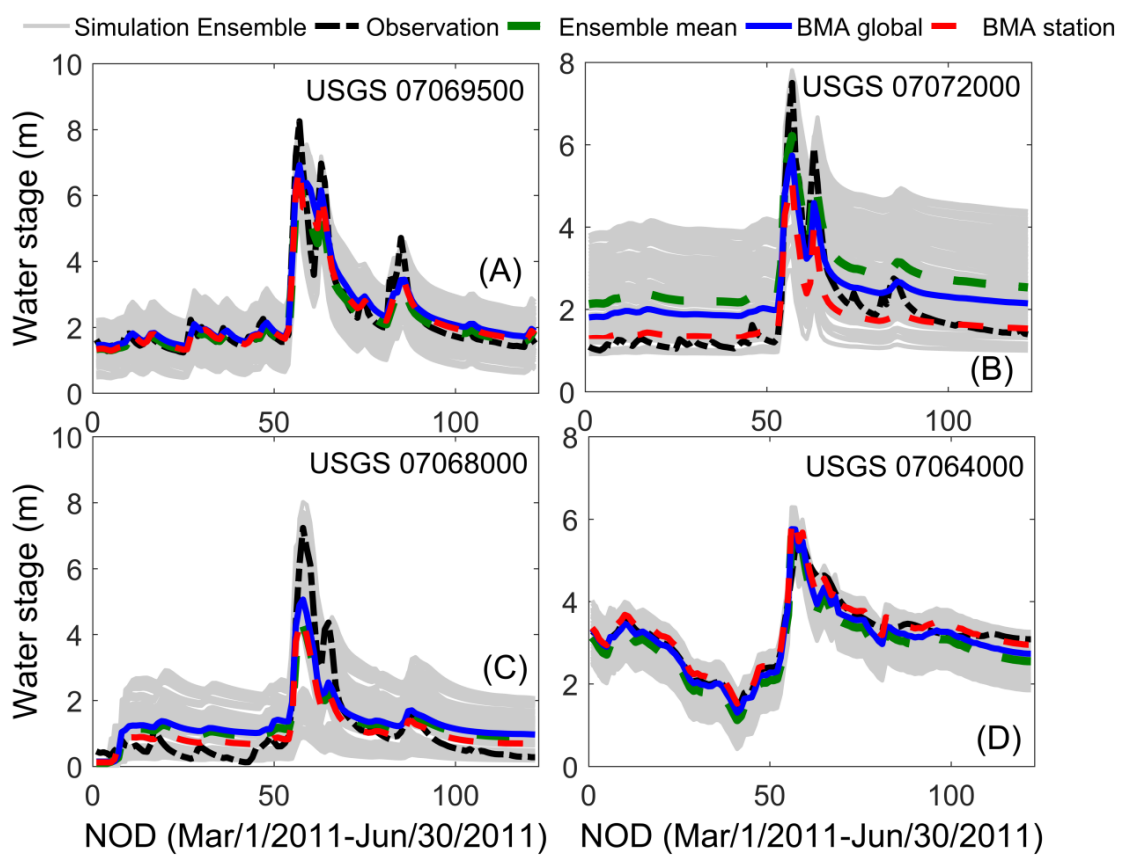 Simulation Ensemble Observation Ensemble mean BMA global BMA station
10
8
6
4
2
0
Water stage (m)
USGS 07069500
(A)
0 50 100
8
6
4
2
0
USGS 07072000
(B)
0 50 100
10
8
6
4
2
0
Water stage (m)
USGS 07068000
(C)
0 50 100
NOD (Mar/1/2011-Jun/30/2011)
8
6
4
2
0
USGS 07064000
(D)
0 50 100
NOD (Mar/1/2011-Jun/30/2011)